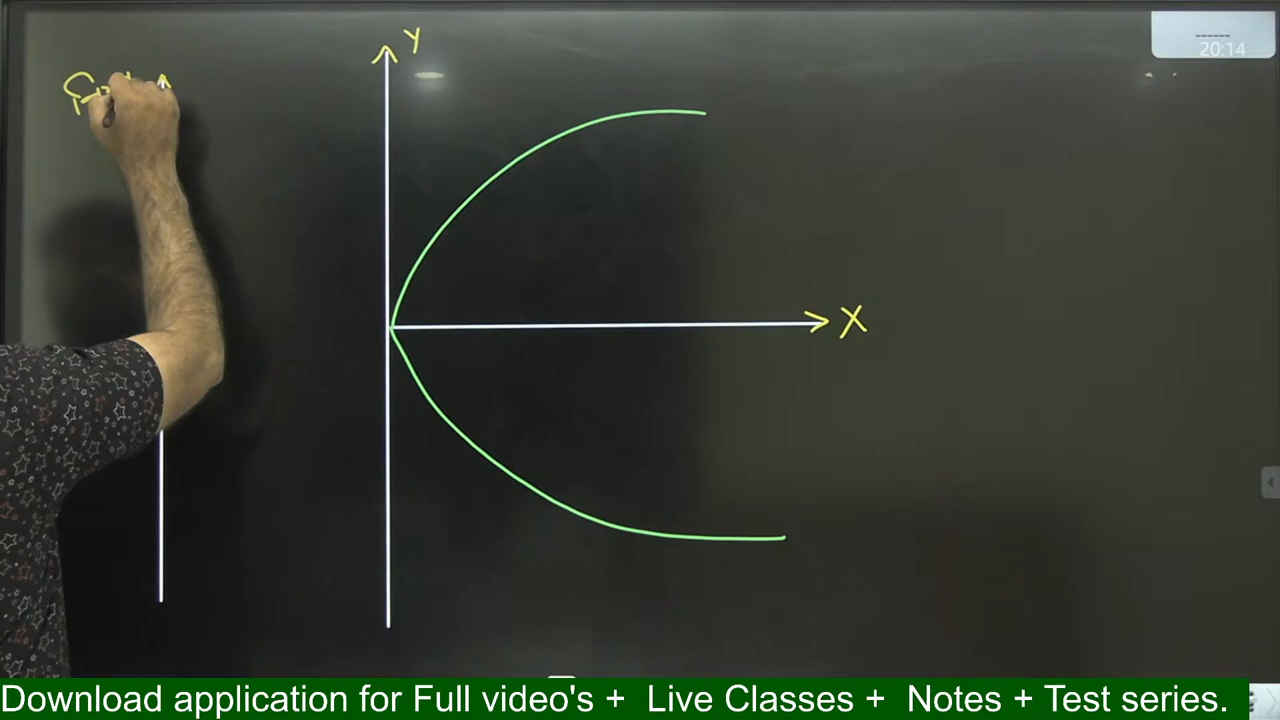 Y
------
20:14
X
Download application for Full video's + Live Classes + Notes + Test series.